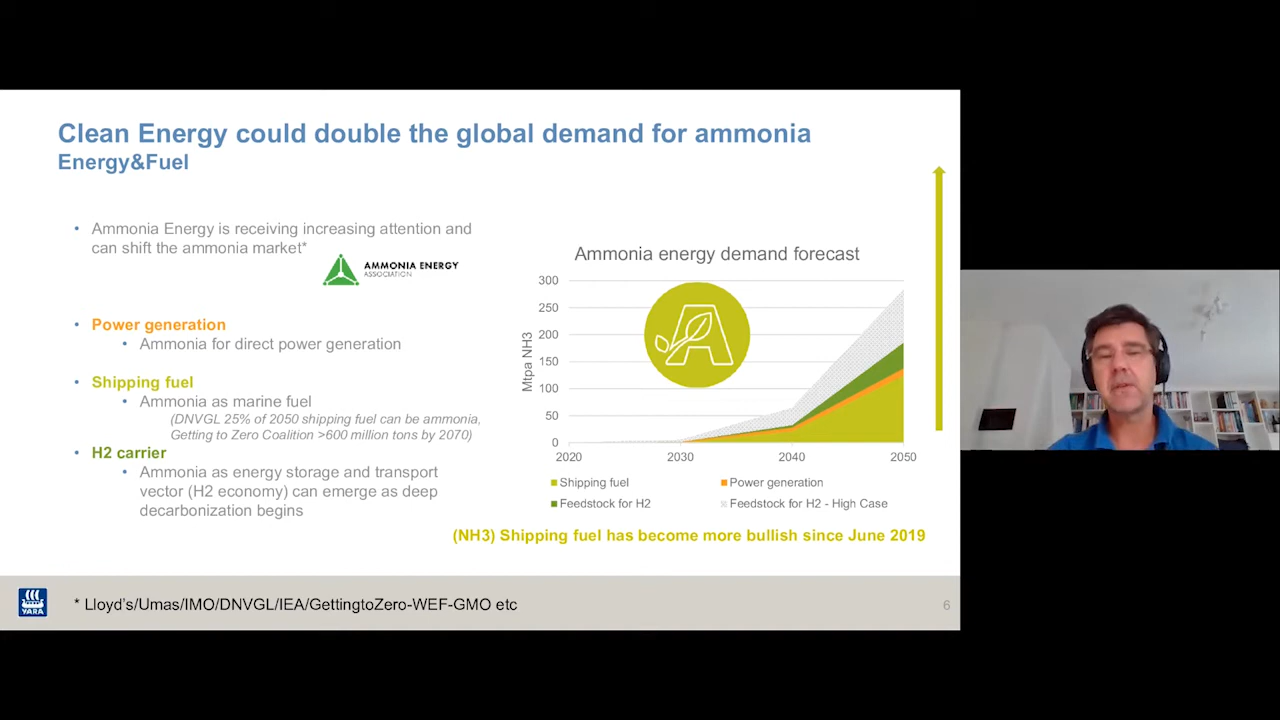 Clean Energy could double the global demand for ammonia
Energy&Fuel
• Ammonia Energy is receiving increasing attention and
can shift the ammonia market*
AMMONIA ENERGY
ASSOCIATION
• Power generation
• Ammonia for direct power generation
• Shipping fuel
• Ammonia as marine fuel
(DNVGL 25% of 2050 shipping fuel can be ammonia,
Getting to Zero Coalition >600 million tons by 2070)
• H2 carrier
• Ammonia as energy storage and transport
vector (H2 economy) can emerge as deep
decarbonization begins
Ammonia energy demand forecast
Mtpa NH3
300
250
200
150
100
50
0
2020 2030 2040 2050
A
Shipping fuel Power generation
Feedstock for H2 Feedstock for H2 - High Case
(NH3) Shipping fuel has become more bullish since June 2019
YARA
* Lloyd's/Umas/IMO/DNVGL/IEA/GettingtoZero-WEF-GMO etc
6